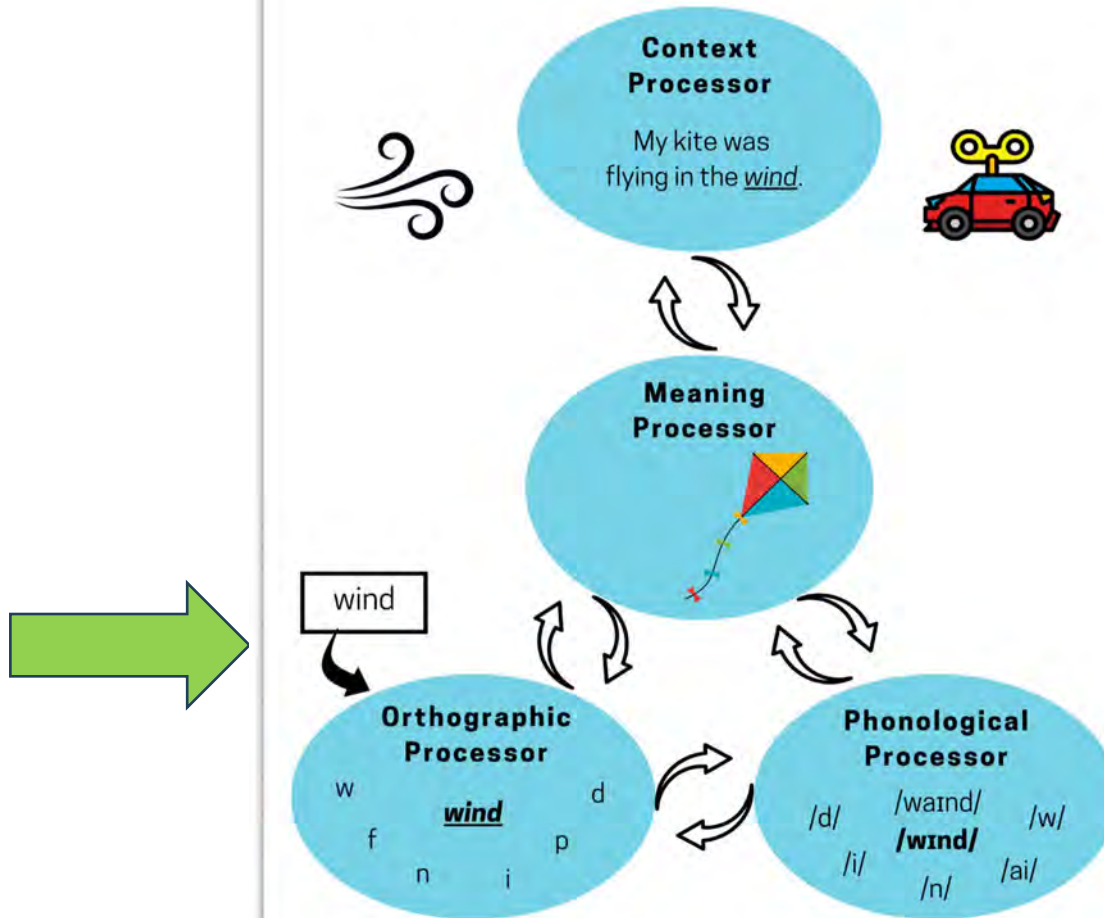 Context
Processor
My kite was
flying in the wind.
Meaning
Processor
wind
Orthographic
Processor
w
d
wind
f
p
n
i
Phonological
Processor
/waɪnd/
/d/
/w/
/wɪnd/
/i/
/ai/
/n/